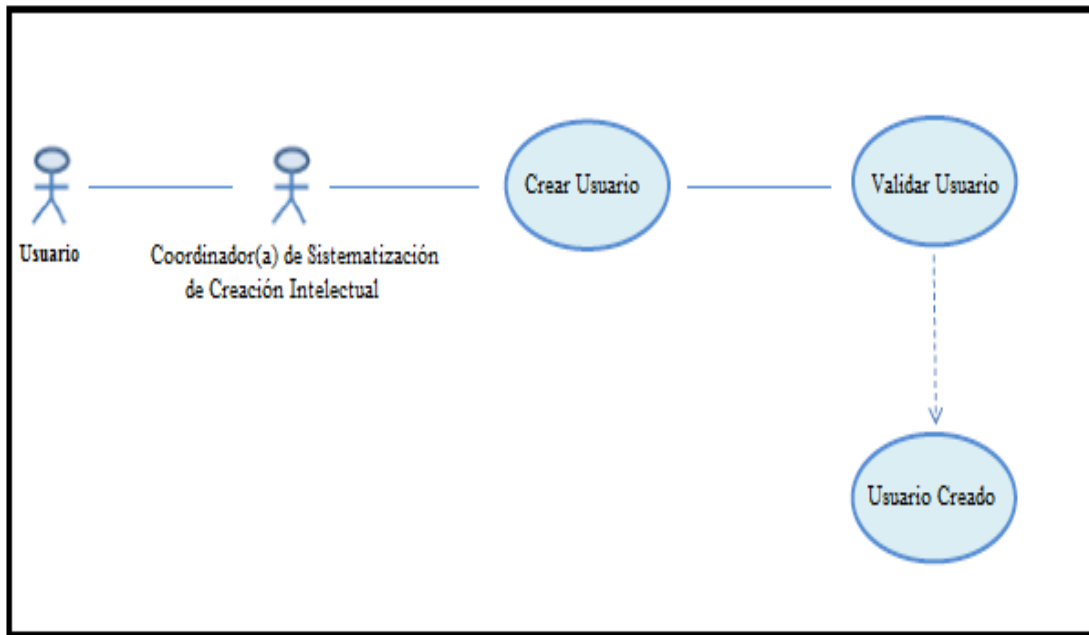 Usuario
Coordinador(a) de Sistematización
de Creación Intelectual
Crear Usuario
Validar Usuario
Usuario Creado